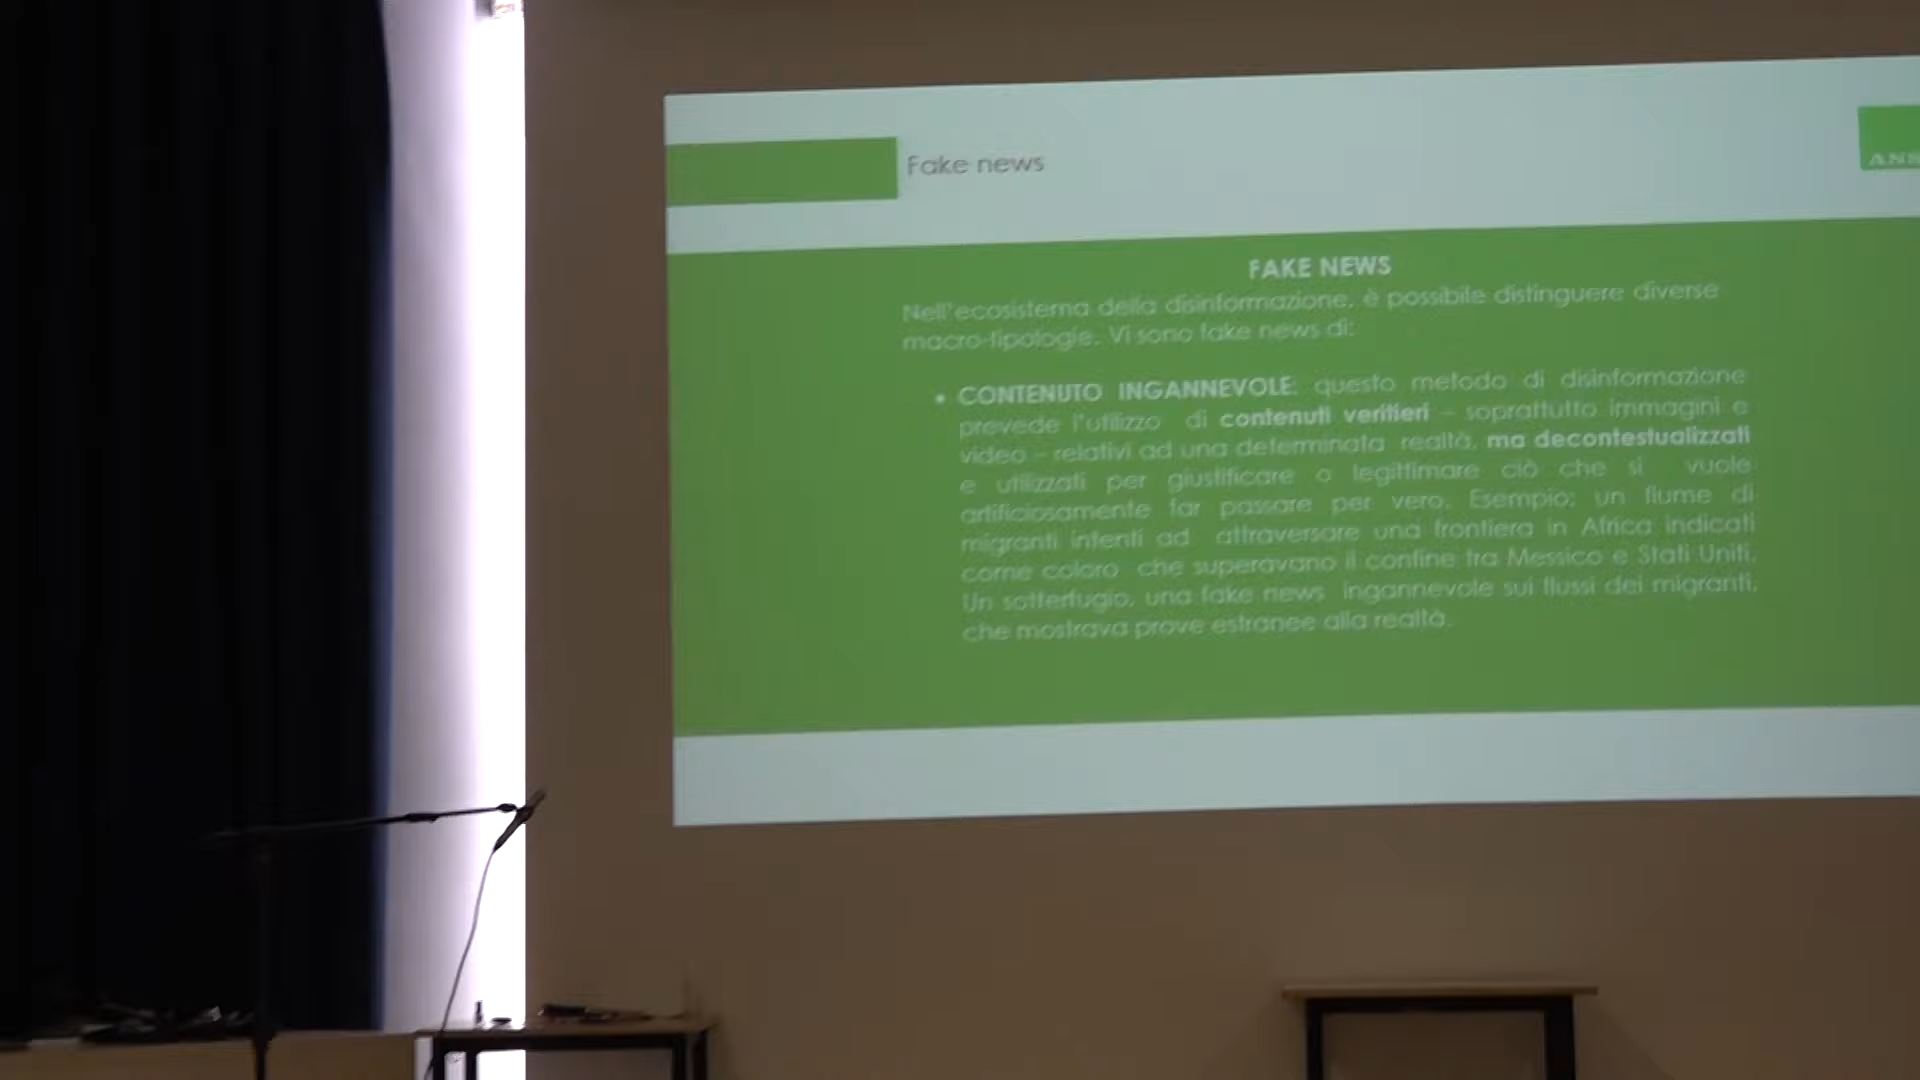 Fake news
ANS
FAKE NEWS
Nell'ecosistema della disinformazione, è possibile distinguere diverse
macro-tipologie. Vi sono fake news di:
• CONTENUTO INGANNEVOLE: questo metodo di disinformazione
prevede l'utilizzo di contenuti veritieri – soprattutto immagini e
video – relativi ad una determinata realtà, ma decontestualizzati
e utilizzati per giustificare o legittimare ciò che si vuole
artificiosamente far passare per vero. Esempio: un fiume di
migranti intenti ad attraversare una frontiera in Africa indicati
come coloro che superavano il confine tra Messico e Stati Uniti.
Un sotterfugio, una fake news ingannevole sui flussi dei migranti,
che mostrava prove estranee alla realtà.